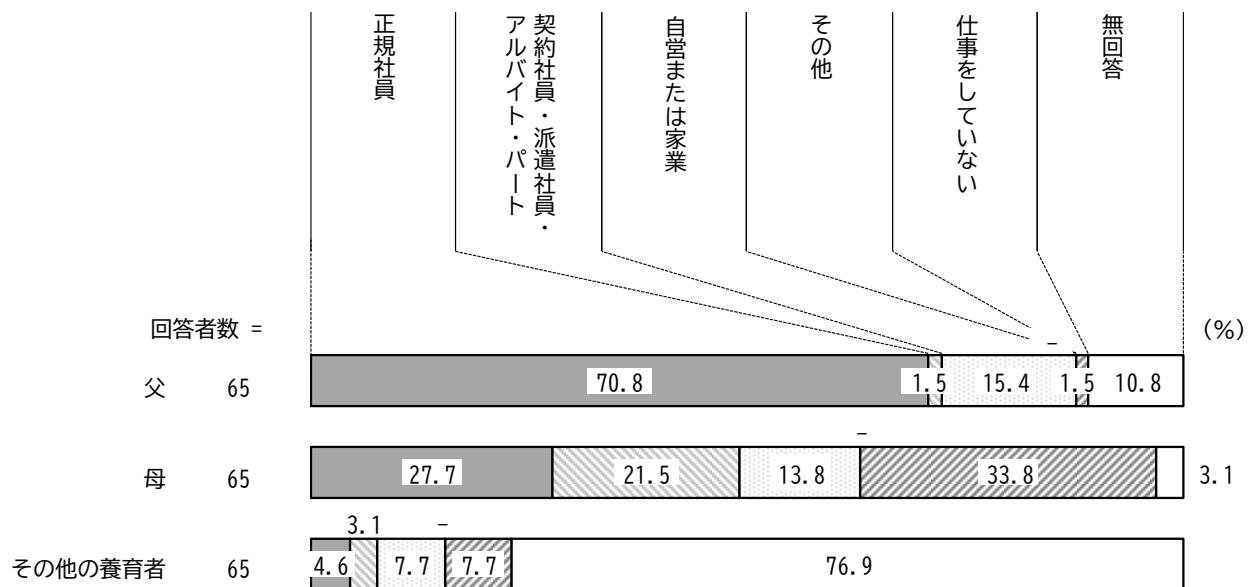 正規社員
契約社員・派遣社員・
アルバイト・パート
自営または家業
その他
仕事をしていない
無回答
回答者数 =
(%)
–
父 65 70.8 1.5 15.4 1.5 10.8
–
母 65 27.7 21.5 13.8 33.8 3.1
3.1 –
その他の養育者 65 4.6 7.7 7.7 76.9